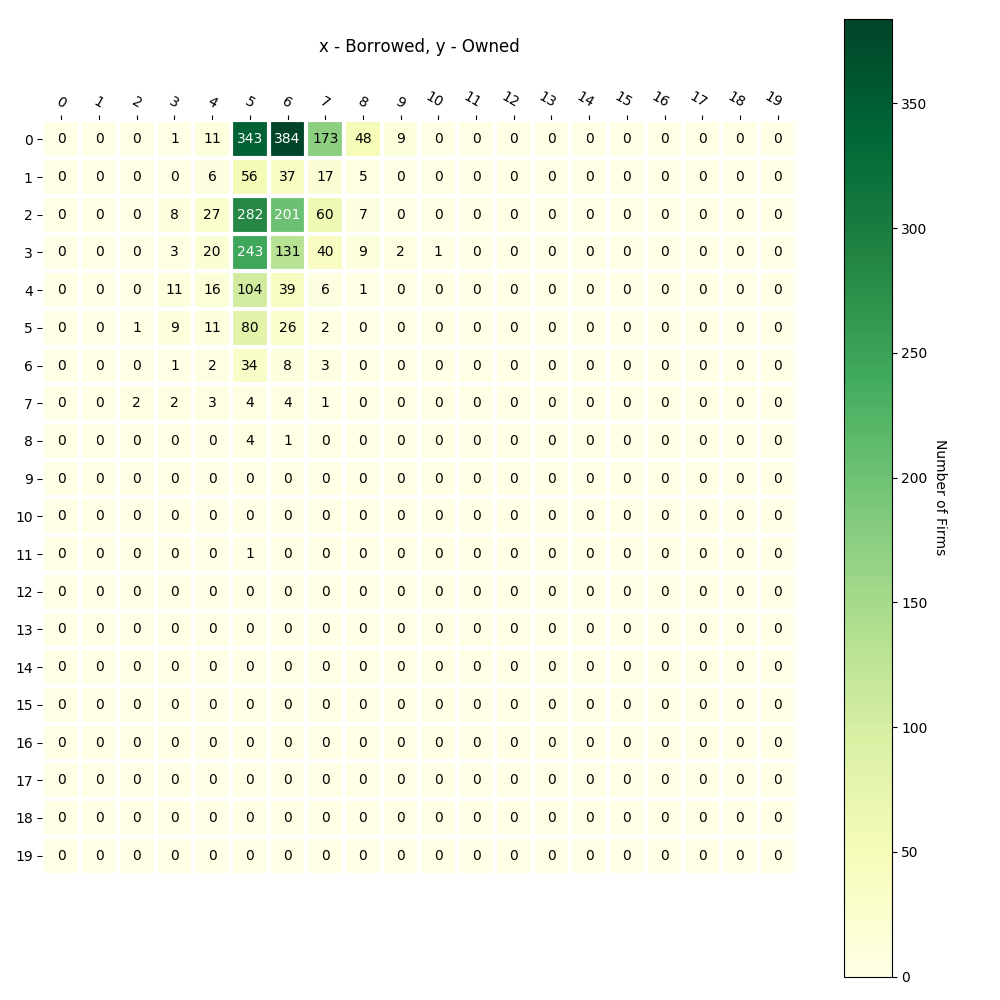 x - Borrowed, y - Owned
0 1 2 3 4 5 6 7 8 9 10 11 12 13 14 15 16 17 18 19
0 0 0 0 1 11 343 384 173 48 9 0 0 0 0 0 0 0 0 0 0
1 0 0 0 0 6 56 37 17 5 0 0 0 0 0 0 0 0 0 0 0
2 0 0 0 8 27 282 201 60 7 0 0 0 0 0 0 0 0 0 0 0
3 0 0 0 3 20 243 131 40 9 2 1 0 0 0 0 0 0 0 0 0
4 0 0 0 11 16 104 39 6 1 0 0 0 0 0 0 0 0 0 0 0
5 0 0 1 9 11 80 26 2 0 0 0 0 0 0 0 0 0 0 0 0
6 0 0 0 1 2 34 8 3 0 0 0 0 0 0 0 0 0 0 0 0
7 0 0 2 2 3 4 4 1 0 0 0 0 0 0 0 0 0 0 0 0
8 0 0 0 0 0 4 1 0 0 0 0 0 0 0 0 0 0 0 0 0
9 0 0 0 0 0 0 0 0 0 0 0 0 0 0 0 0 0 0 0 0
10 0 0 0 0 0 0 0 0 0 0 0 0 0 0 0 0 0 0 0 0
11 0 0 0 0 0 1 0 0 0 0 0 0 0 0 0 0 0 0 0 0
12 0 0 0 0 0 0 0 0 0 0 0 0 0 0 0 0 0 0 0 0
13 0 0 0 0 0 0 0 0 0 0 0 0 0 0 0 0 0 0 0 0
14 0 0 0 0 0 0 0 0 0 0 0 0 0 0 0 0 0 0 0 0
15 0 0 0 0 0 0 0 0 0 0 0 0 0 0 0 0 0 0 0 0
16 0 0 0 0 0 0 0 0 0 0 0 0 0 0 0 0 0 0 0 0
17 0 0 0 0 0 0 0 0 0 0 0 0 0 0 0 0 0 0 0 0
18 0 0 0 0 0 0 0 0 0 0 0 0 0 0 0 0 0 0 0 0
19 0 0 0 0 0 0 0 0 0 0 0 0 0 0 0 0 0 0 0 0
350
300
250
200
150
100
50
0
Number of Firms